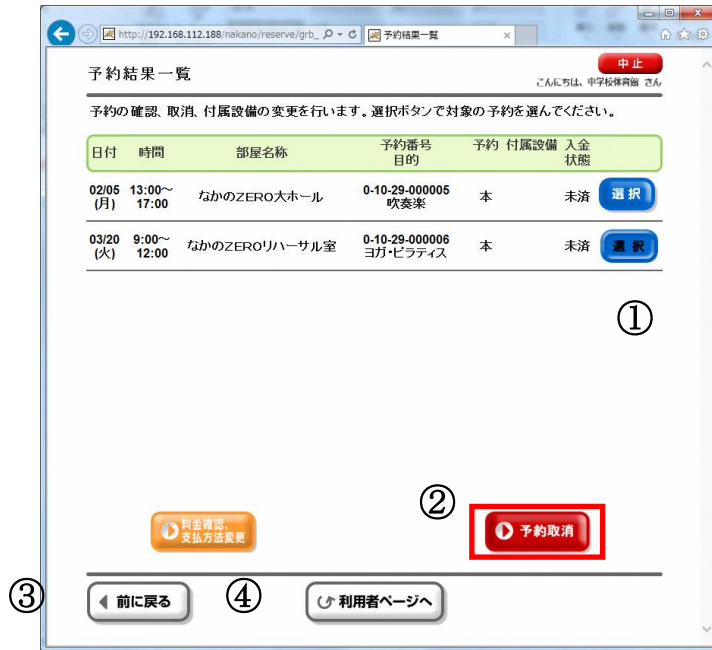 http://192.168.112.188/nakano/reserve/grb_
予約結果一覧
中止
予約結果一覧
こんにちは、中学校体育館 さん
予約の確認、取消、付属設備の変更を行います。選択ボタンで対象の予約を選んでください。
日付 時間 部屋名称 予約番号 目的 予約 付属設備 入金状態
02/05 (月) 13:00～17:00 なかのZERO大ホール 0-10-29-000005 吹奏楽 本 未済 選択
03/20 (火) 9:00～12:00 なかのZEROリハーサル室 0-10-29-000006 ヨガ・ピラティス 本 未済 選択
①
②
料金確認、
支払方法変更
予約取消
③
前に戻る
④
利用者ページへ